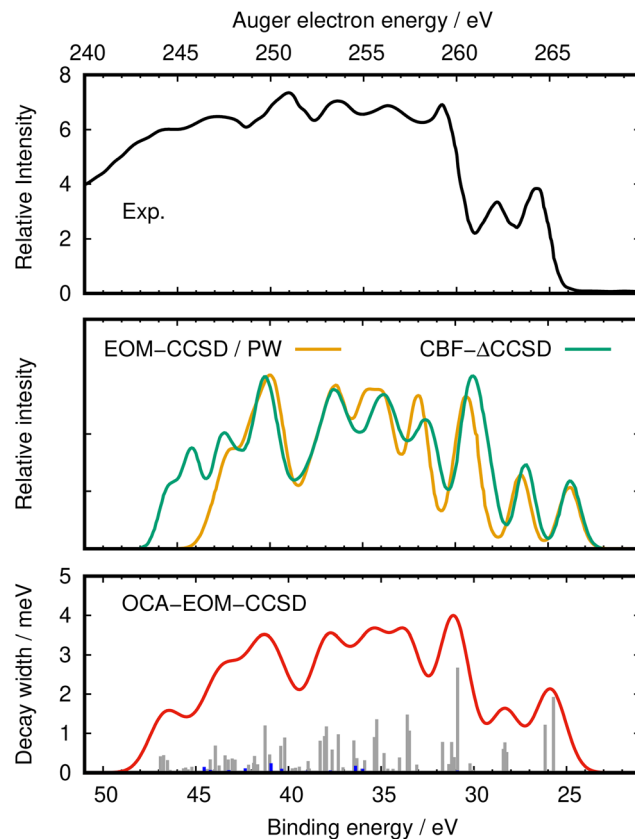 Auger electron energy / eV
240 245 250 255 260 265
8
6
4
2
0
Relative Intensity
Exp.
EOM–CCSD / PW
CBF–ΔCCSD
Relative intesity
5
4
3
2
1
0
Decay width / meV
OCA–EOM–CCSD
50 45 40 35 30 25
Binding energy / eV